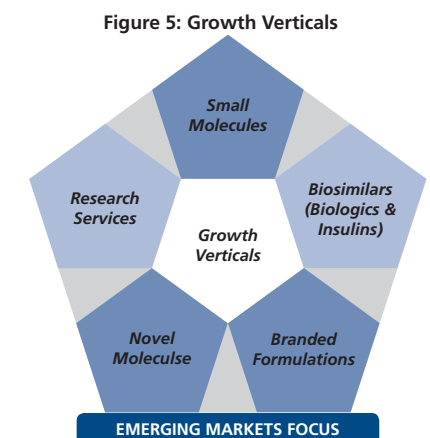 Figure 5: Growth Verticals
Small
Molecules
Research
Services
Biosimilars
(Biologics &
Insulins)
Growth
Verticals
Novel
Moleculse
Branded
Formulations
EMERGING MARKETS FOCUS